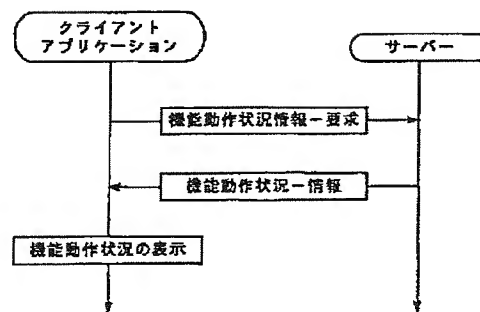 クライアント
アプリケーション
サーバー
機能動作状況情報－要求
機能動作状況－情報
機能動作状況の表示